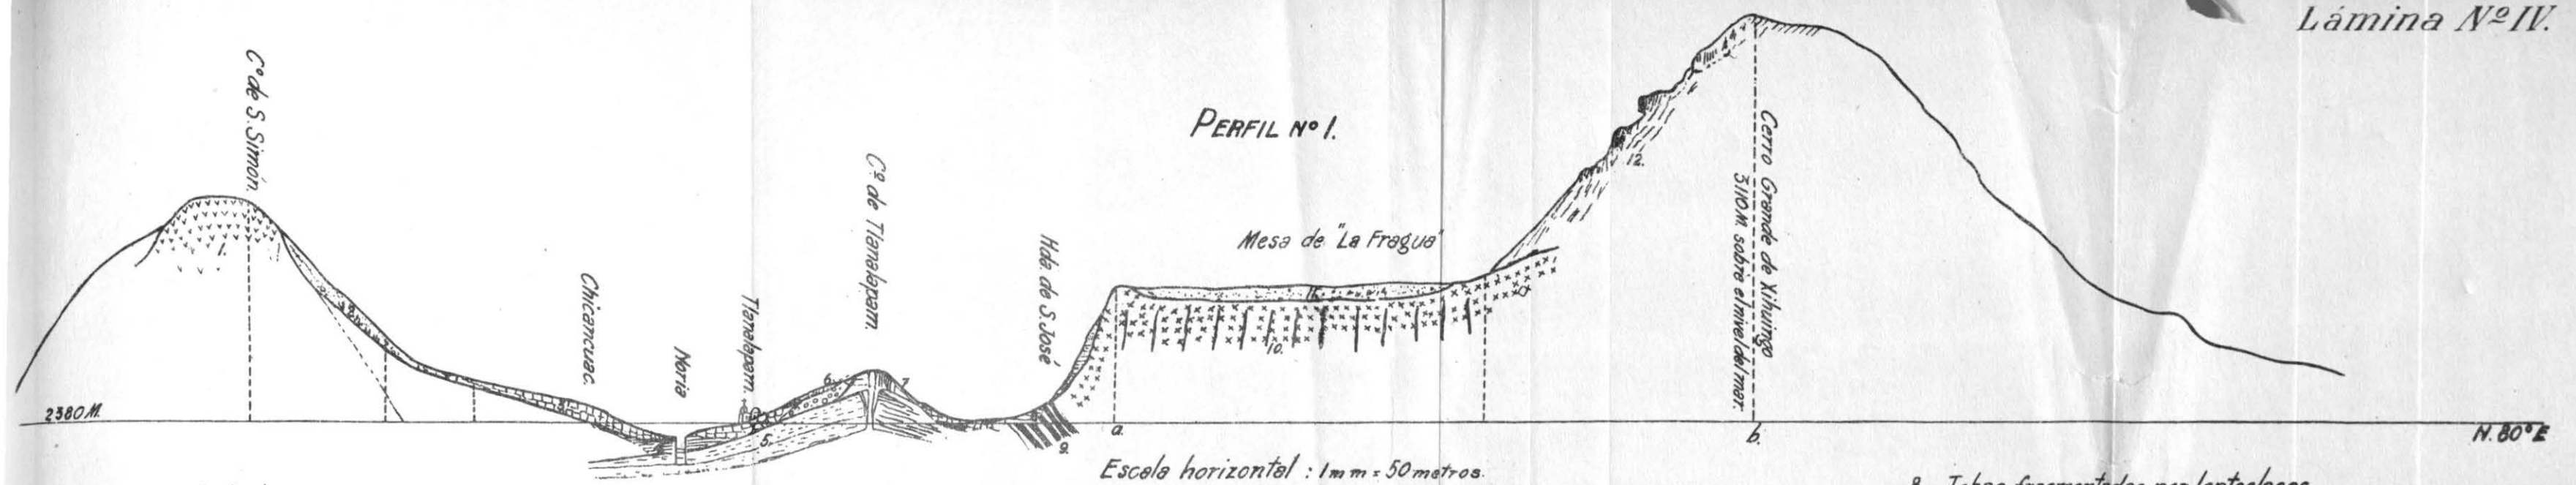 Lámina Nº IV.
PERFIL Nº 1.
Cº de S. Simón.
Chicancuac.
Noria
Tlanalapam.
Cº de Tlanalapam.
Hda. de S. José
Mesa de "La Fragua"
Cerro Grande de Xihuingo
3110 M. sobre el nivel del mar.
1.
5.
6.
7
9.
10.
12.
2380 M.
a.
b.
N. 80° E
Escala horizontal : 1 mm = 50 metros.